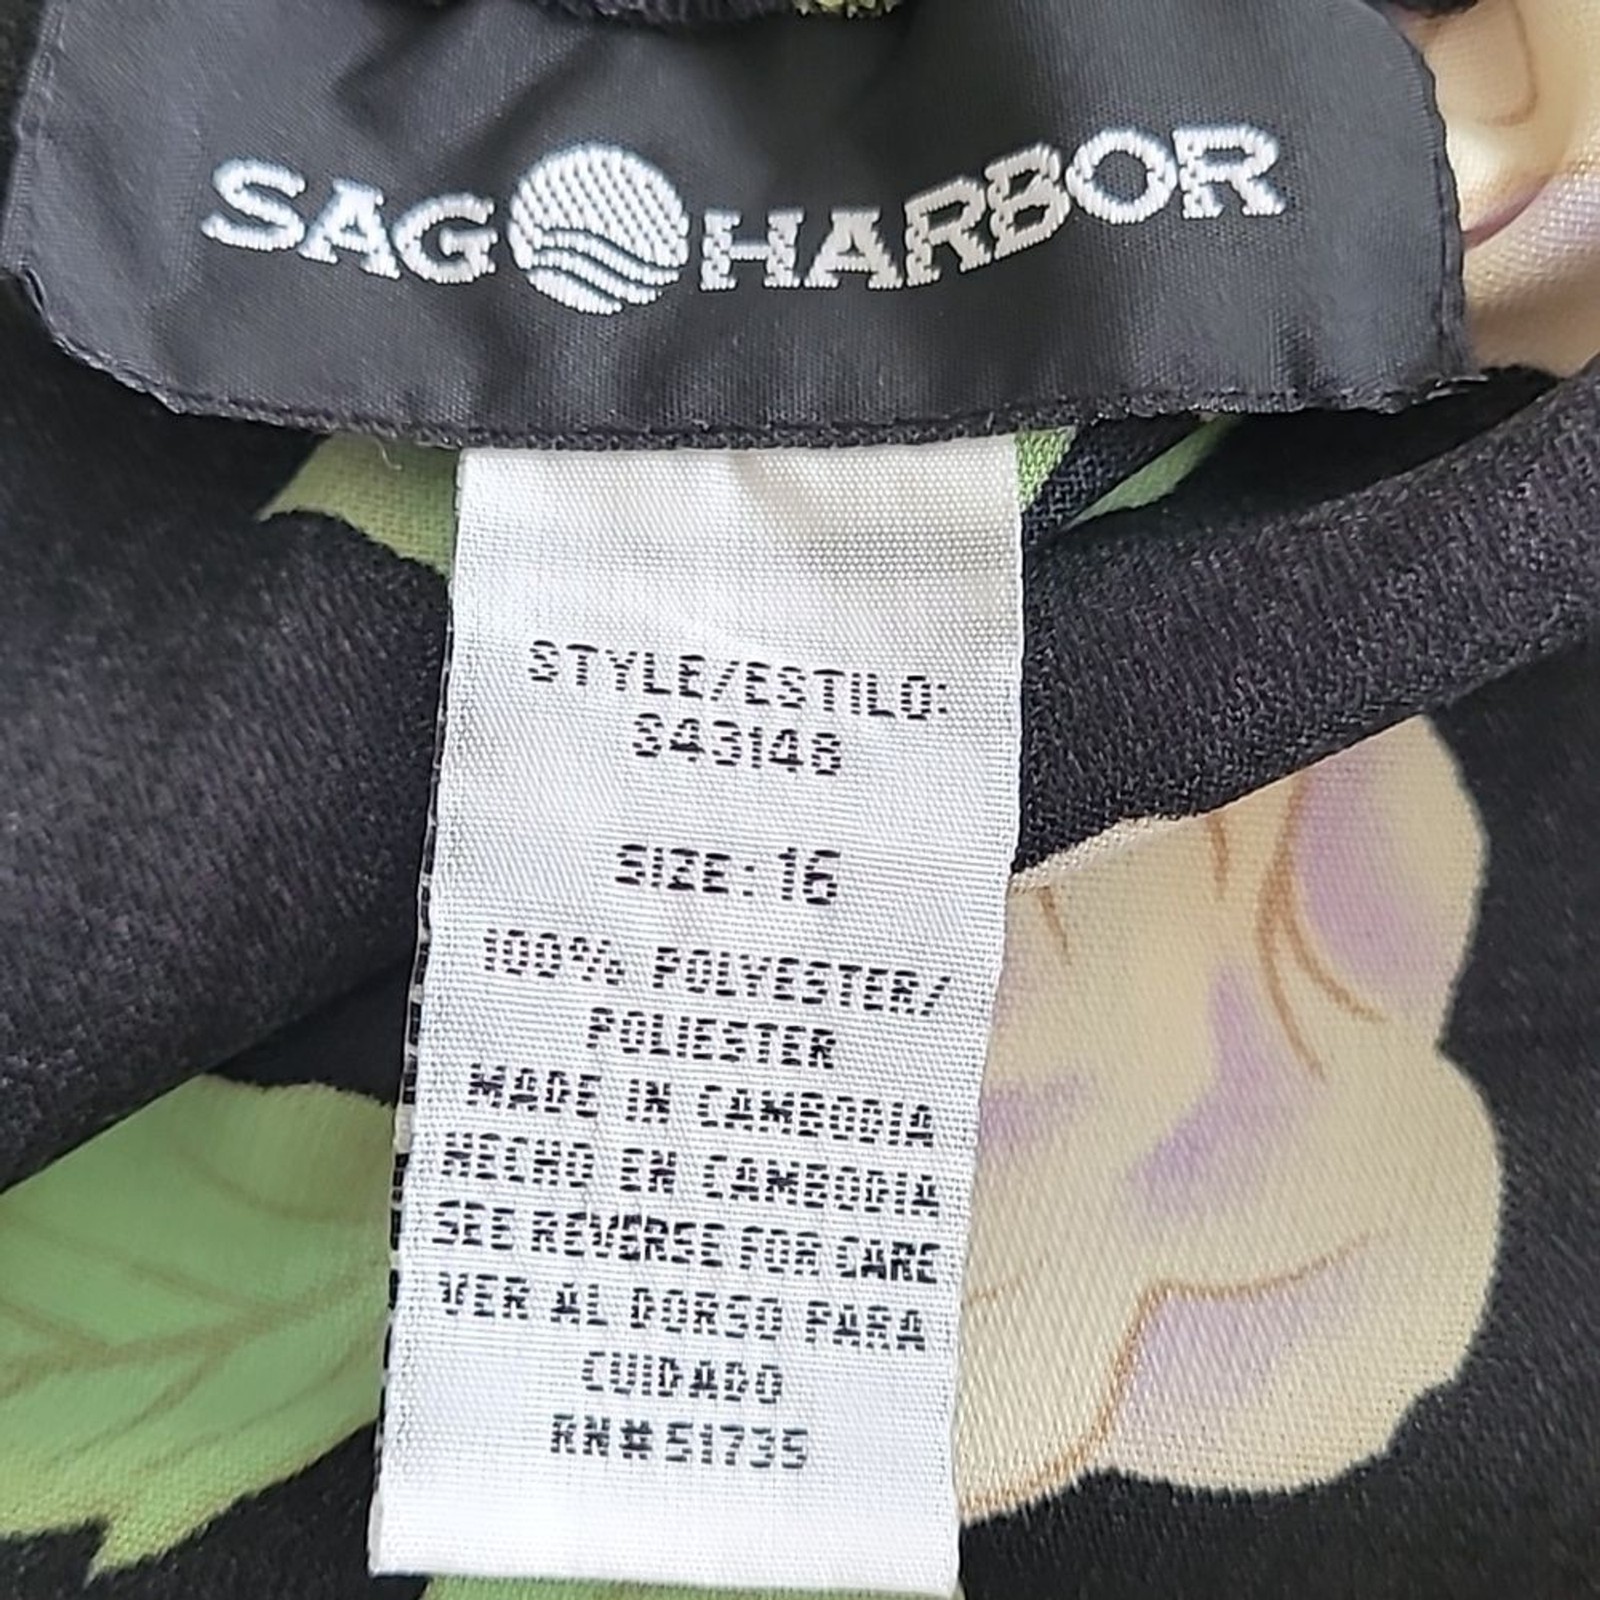 SAG HARBOR
STYLE/ESTILO:
343148
SIZE: 16
100% POLYESTER/
POLIESTER
MADE IN CAMBODIA
HECHO EN CAMBODIA
SEE REVERSE FOR CARE
VER AL DORSO PARA
CUIDADO
RN# 51735